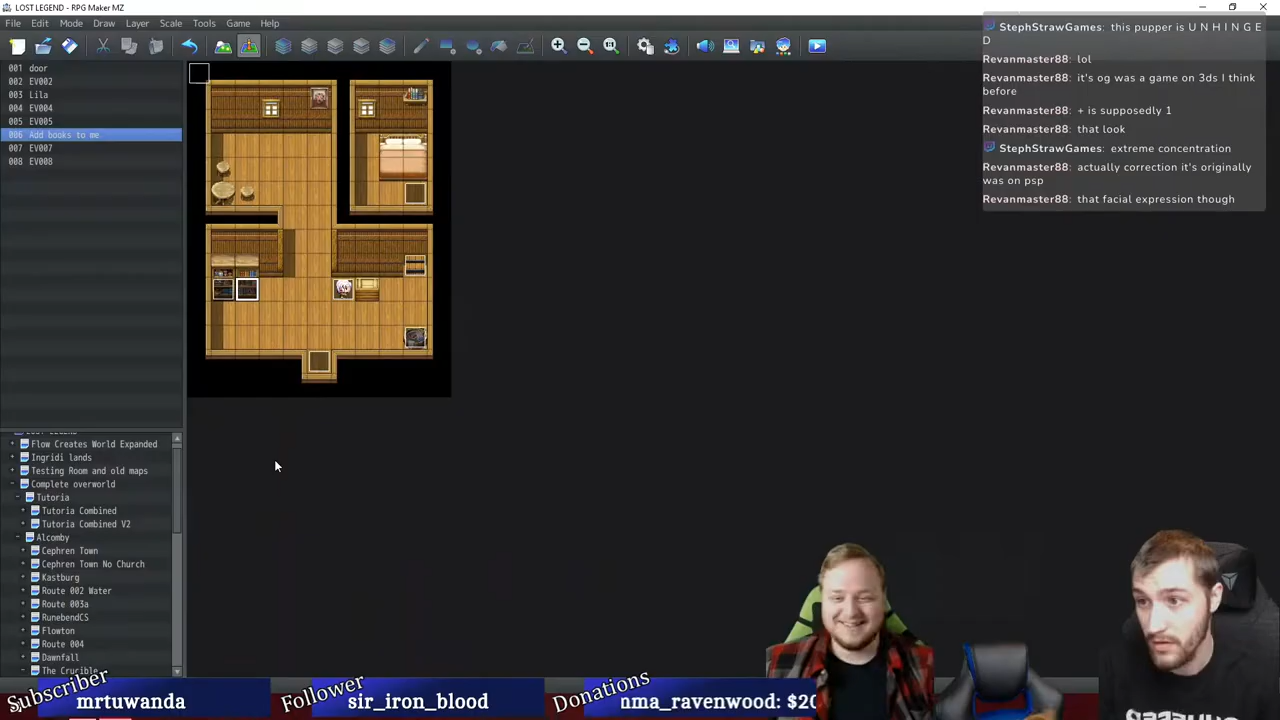 LOST LEGEND - RPG Maker MZ
File Edit Mode Draw Layer Scale Tools Game Help
001 door
002 EV002
003 Lila
004 EV004
005 EV005
006 Add books to me
007 EV007
008 EV008
Flow Creates World Expanded
Ingridi lands
Testing Room and old maps
Complete overworld
Tutoria
Tutoria Combined
Tutoria Combined V2
Alcomby
Cephren Town
Cephren Town No Church
Kastburg
Route 002 Water
Route 003a
RunebendCS
Flowton
Route 004
Dawnfall
The Crucible
StephStrawGames: this pupper is U N H I N G E
D
Revanmaster88: lol
Revanmaster88: it's og was a game on 3ds I think
before
Revanmaster88: + is supposedly 1
Revanmaster88: that look
StephStrawGames: extreme concentration
Revanmaster88: actually correction it's originally
was on psp
Revanmaster88: that facial expression though
Subscriber
mrtuwanda
Follower
sir_iron_blood
Donations
nma_ravenwood: $20